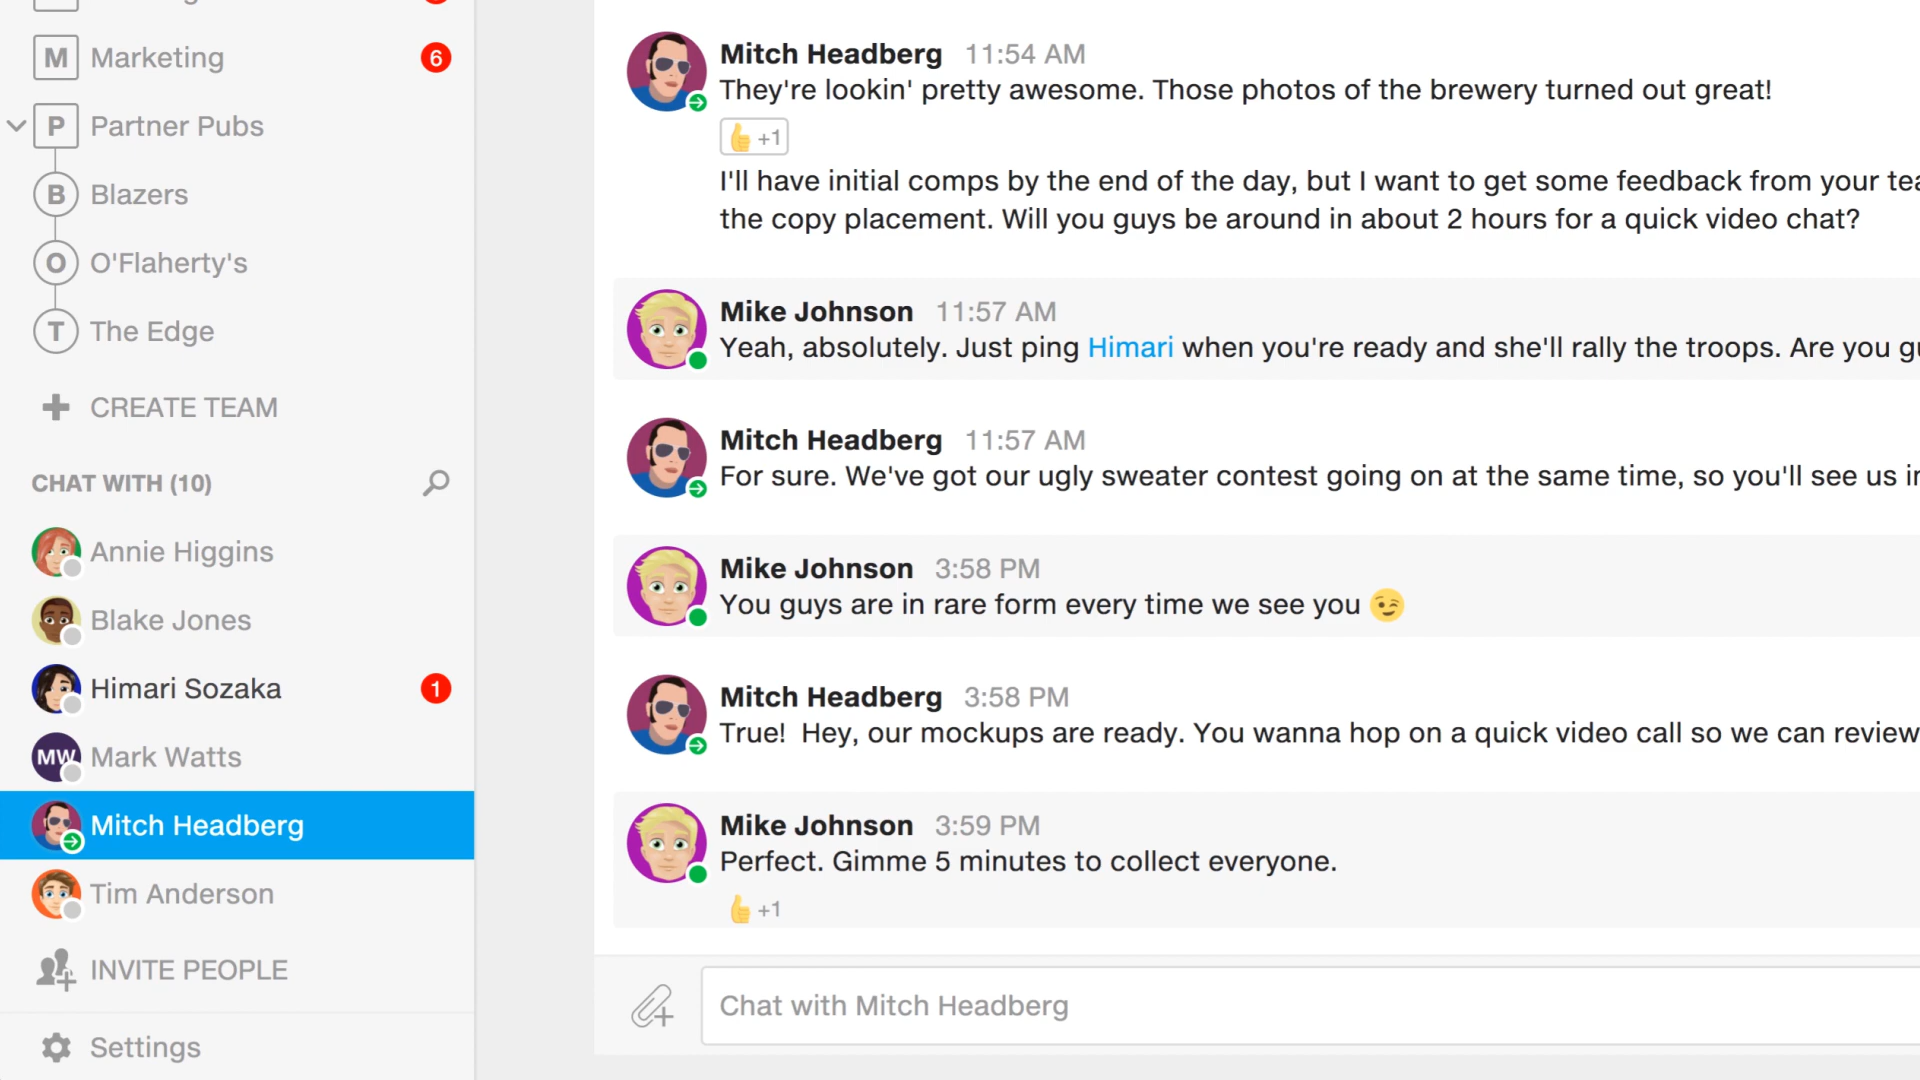 M Marketing 6
P Partner Pubs
B Blazers
O O'Flaherty's
T The Edge
CREATE TEAM
CHAT WITH (10)
Annie Higgins
Blake Jones
Himari Sozaka 1
MW Mark Watts
Mitch Headberg
Tim Anderson
INVITE PEOPLE
Settings
Mitch Headberg 11:54 AM
They're lookin' pretty awesome. Those photos of the brewery turned out great!
+1
I'll have initial comps by the end of the day, but I want to get some feedback from your
the copy placement. Will you guys be around in about 2 hours for a quick video chat?
Mike Johnson 11:57 AM
Yeah, absolutely. Just ping Himari when you're ready and she'll rally the troops. Are you
Mitch Headberg 11:57 AM
For sure. We've got our ugly sweater contest going on at the same time, so you'll see us
Mike Johnson 3:58 PM
You guys are in rare form every time we see you 😉
Mitch Headberg 3:58 PM
True! Hey, our mockups are ready. You wanna hop on a quick video call so we can review
Mike Johnson 3:59 PM
Perfect. Gimme 5 minutes to collect everyone.
+1
Chat with Mitch Headberg